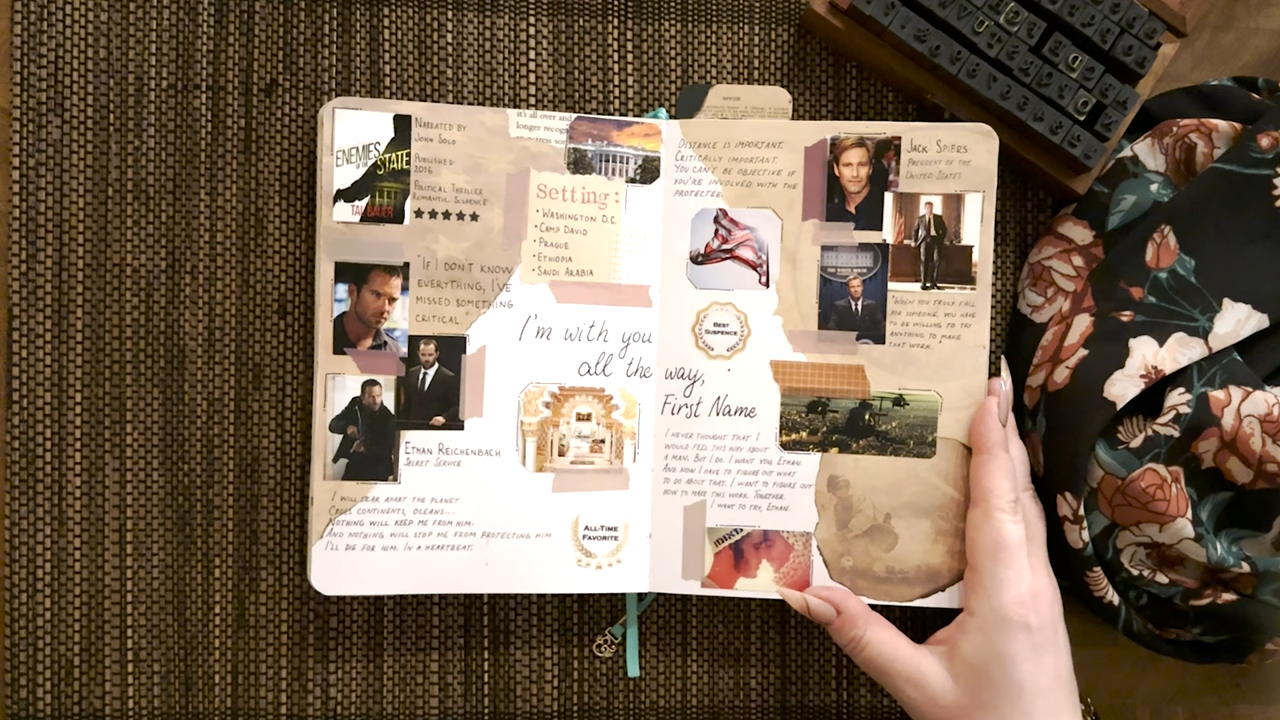 ENEMIES
OF THE
STATE
TAL BAUER
NARRATED BY
JOHN SOLO
PUBLISHED:
2016
POLITICAL THRILLER
ROMANTIC SUSPENCE
it's all over and
longer recog
Setting:
• WASHINGTON D.C.
• CAMP DAVID
• PRAGUE
• ETHIOPIA
• SAUDI ARABIA
"IF I DON'T KNOW
EVERYTHING, I'VE
MISSED SOMETHING
CRITICAL."
I'm with you
all the
ETHAN REICHENBACH
SECRET SERVICE
I WILL TEAR APART THE PLANET
CROSS CONTINENTS, OCEANS...
NOTHING WILL KEEP ME FROM HIM.
AND NOTHING WILL STOP ME FROM PROTECTING HIM
I'LL DIE FOR HIM. IN A HEARTBEAT.
ALL-TIME
FAVORITE
DISTANCE IS IMPORTANT.
CRITICALLY IMPORTANT.
YOU CAN'T BE OBJECTIVE IF
YOU'RE INVOLVED WITH THE
PROTECTEE.
JACK SPIERS
PRESIDENT OF THE
UNITED STATES
THE WHITE HOUSE
BEST
SUSPENCE
"WHEN YOU TRULY FALL
FOR SOMEONE, YOU HAVE
TO BE WILLING TO TRY
ANYTHING TO MAKE
THAT WORK."
way,
First Name
I NEVER THOUGHT THAT I
WOULD FEEL THIS WAY ABOUT
A MAN. BUT I DO. I WANT YOU, ETHAN.
AND NOW I HAVE TO FIGURE OUT WHAT
TO DO ABOUT THAT. I WANT TO FIGURE OUT
HOW TO MAKE THIS WORK. TOGETHER.
I WANT TO TRY, ETHAN.